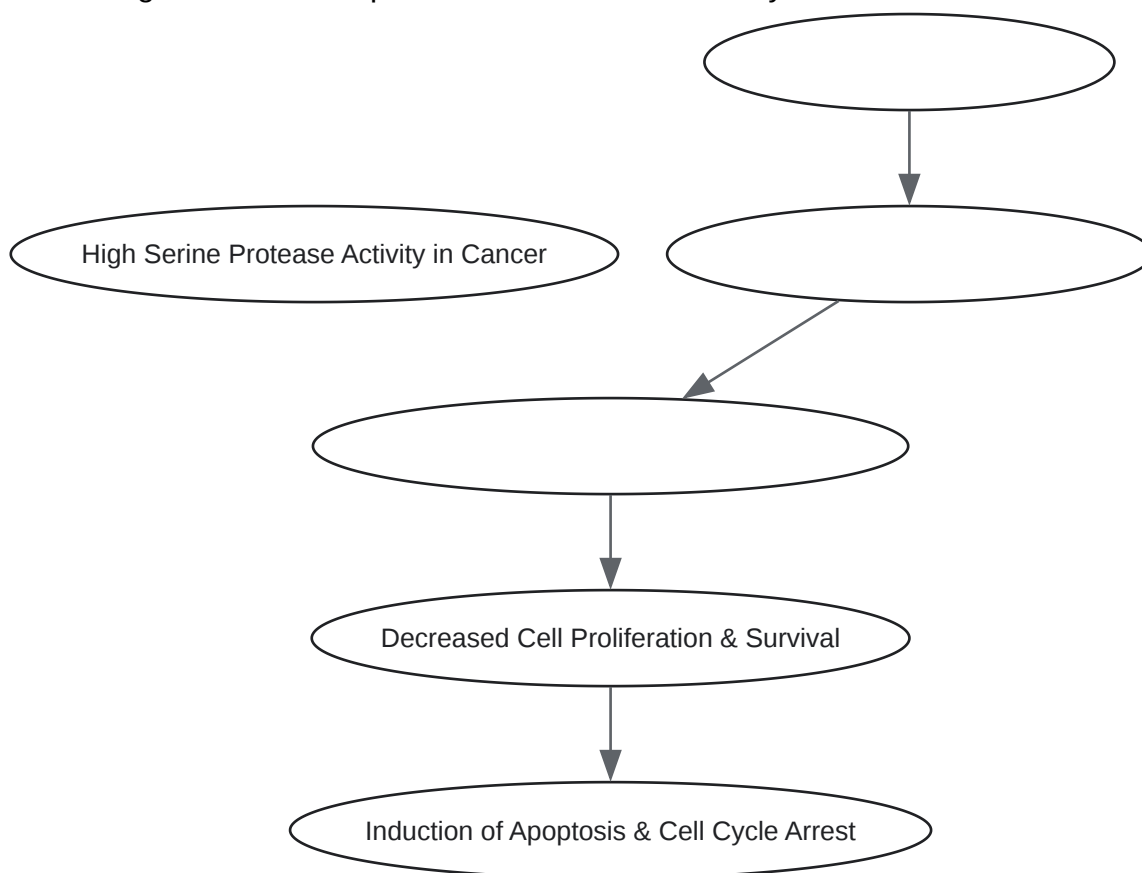 High Serine Protease Activity in Cancer
Decreased Cell Proliferation & Survival
Induction of Apoptosis & Cell Cycle Arrest